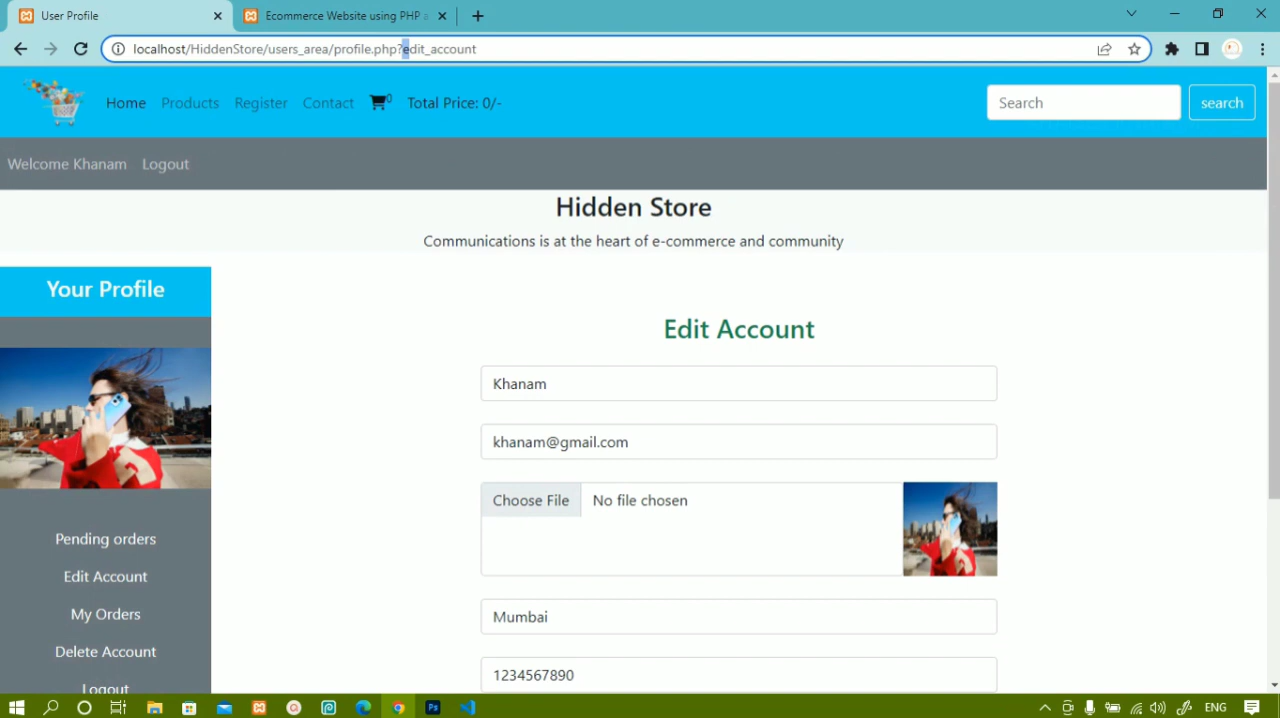 User Profile
Ecommerce Website using PHP
localhost/HiddenStore/users_area/profile.php?edit_account
Home Products Register Contact 0 Total Price: 0/-
Search search
Welcome Khanam Logout
Hidden Store
Communications is at the heart of e-commerce and community
Your Profile
Pending orders
Edit Account
My Orders
Delete Account
Logout
Edit Account
Khanam
khanam@gmail.com
Choose File No file chosen
Mumbai
1234567890
ENG